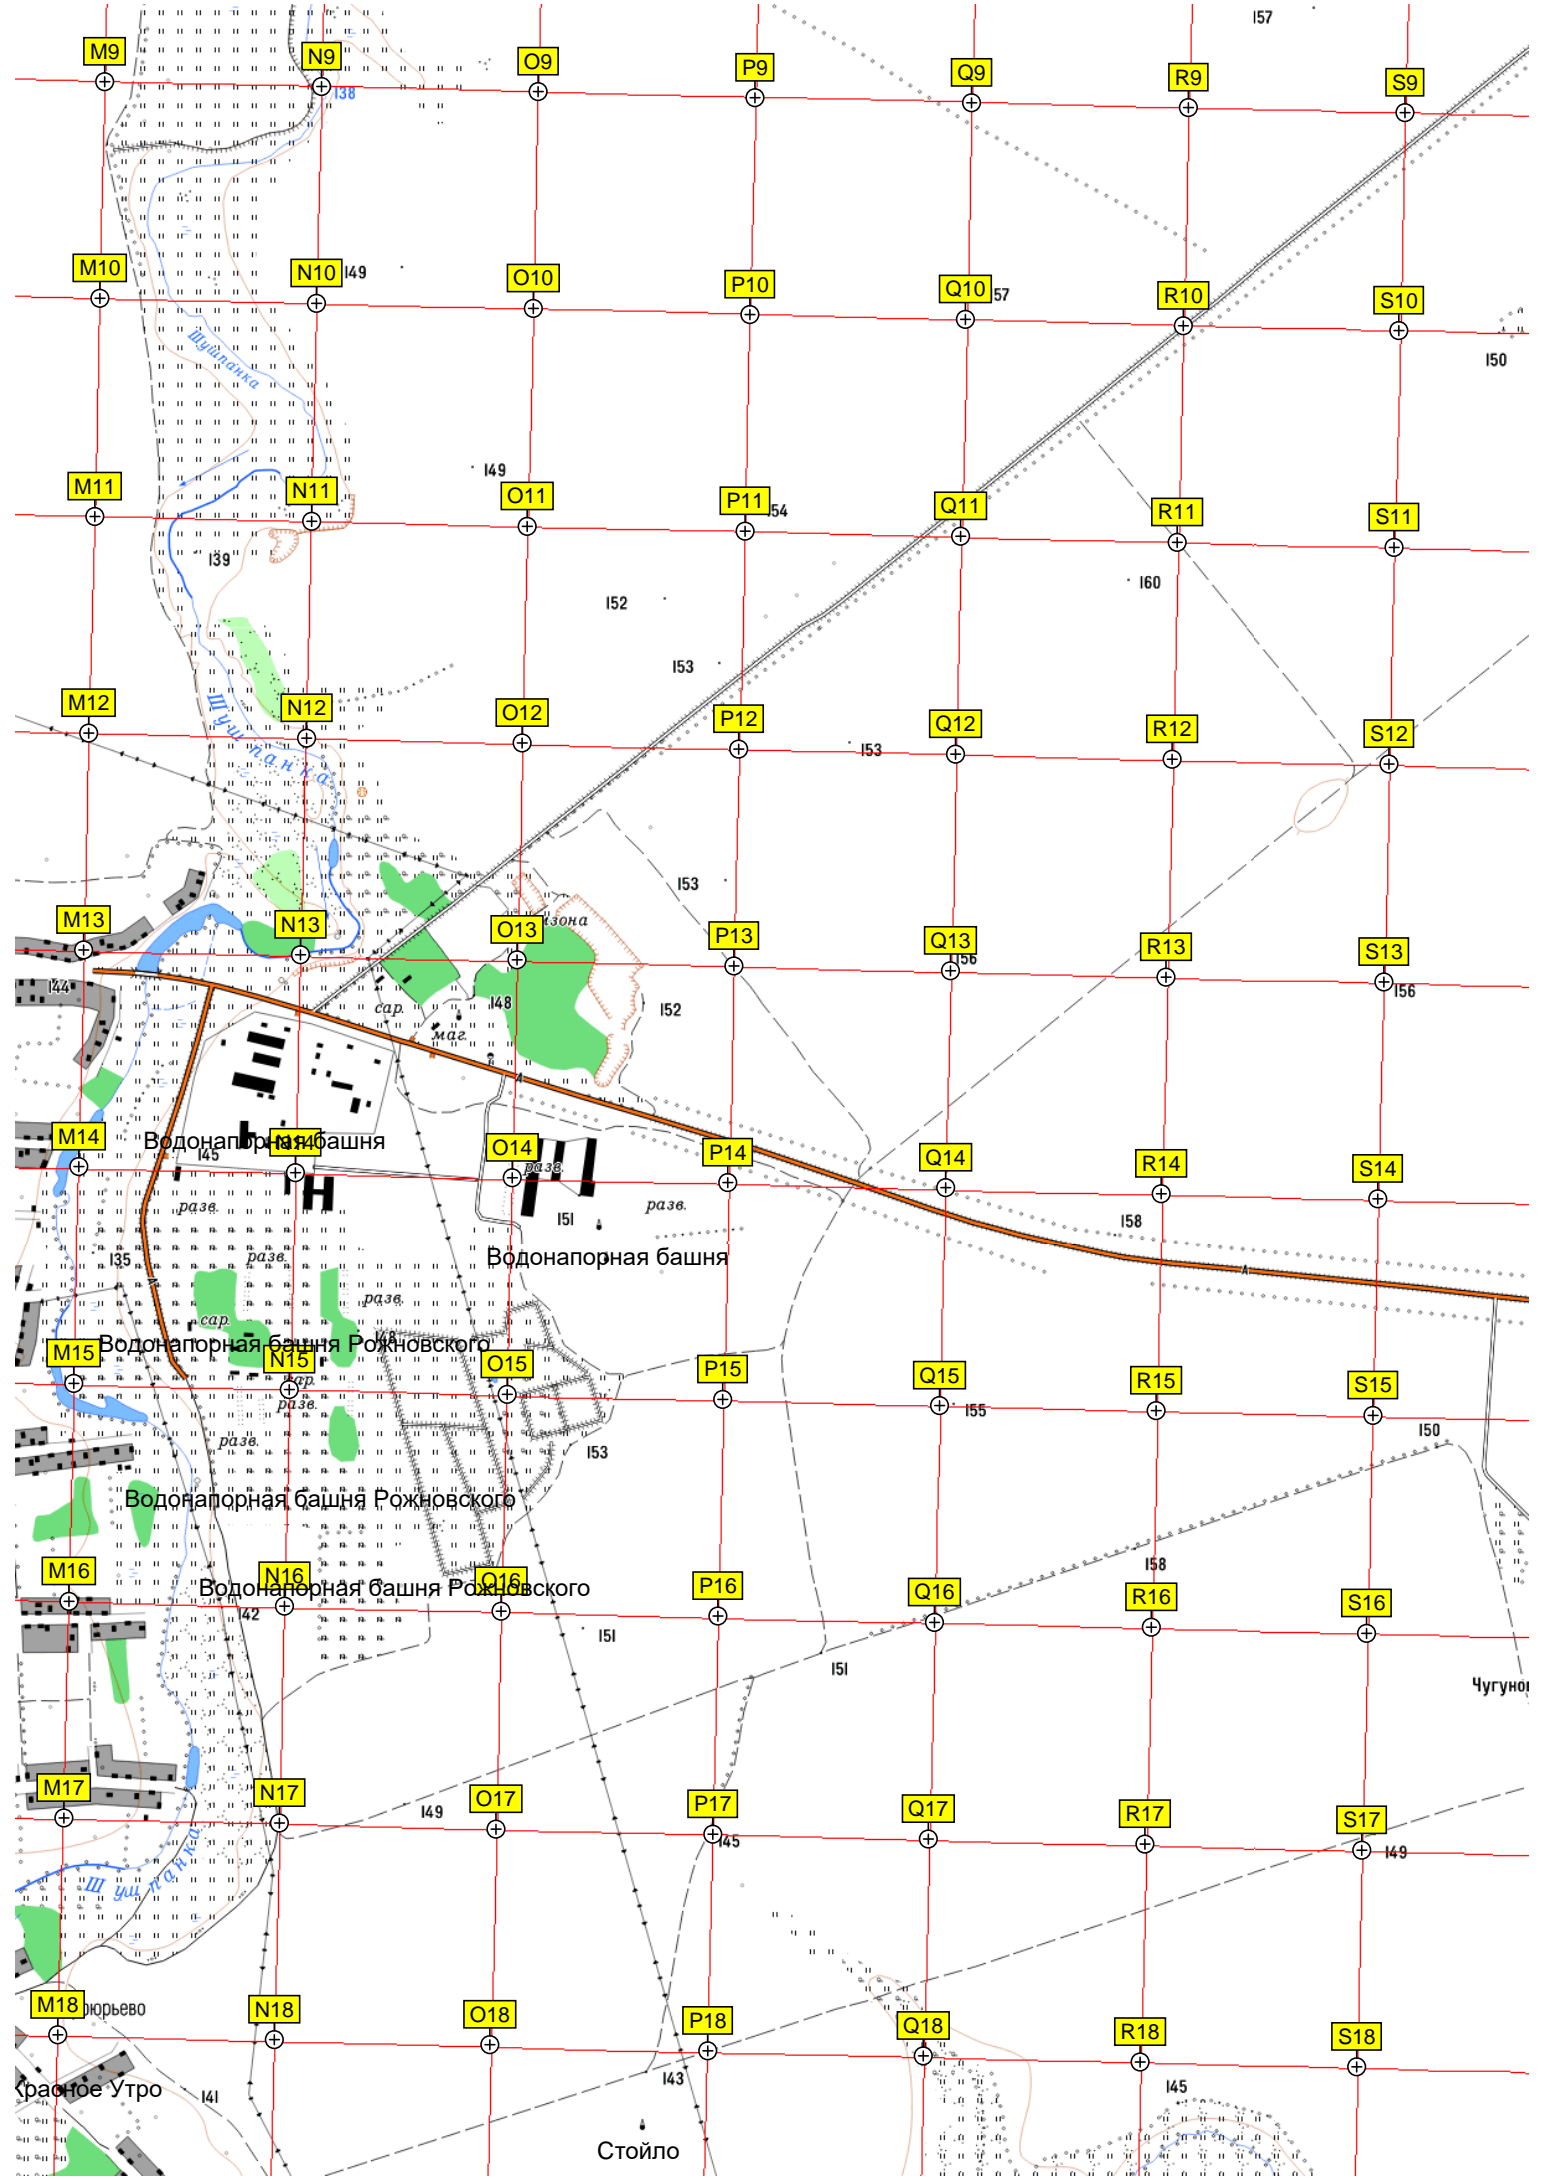 157
M9
N9
O9
P9
Q9
R9
S9
138
M10
N10
149
O10
P10
Q10
57
R10
S10
150
Шушпанка
149
M11
N11
O11
P11
154
Q11
R11
S11
139
160
152
153
M12
N12
O12
P12
Q12
R12
S12
Шушпанка
153
153
M13
N13
O13
P13
Q13
R13
S13
156
144
148
152
156
сар.
маг.
А
M14
Водонапорная башня
N14
O14
P14
Q14
R14
S14
145
разв.
разв.
151
разв.
158
135
разв.
Водонапорная башня
А
А
разв.
сар.
148
M15
Водонапорная башня Рожновского
N15
O15
P15
Q15
R15
S15
сар.
разв.
155
разв.
153
150
Водонапорная башня Рожновского
158
M16
N16
O16
P16
Q16
R16
S16
Водонапорная башня Рожновского
142
151
151
M17
N17
149
O17
P17
145
Q17
R17
S17
149
Шушпанка
M18
N18
O18
P18
Q18
R18
S18
143
145
Красное Утро
141
Стойло